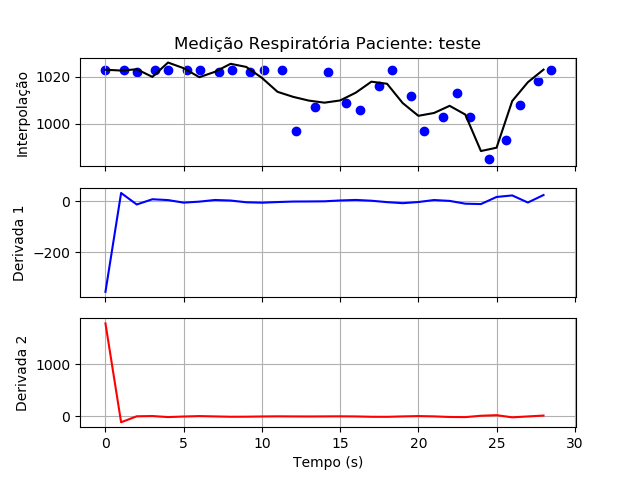 Medição Respiratória Paciente: teste
Interpolação
1020
1000
Derivada 1
0
−200
Derivada 2
1000
0
0 5 10 15 20 25 30
Tempo (s)